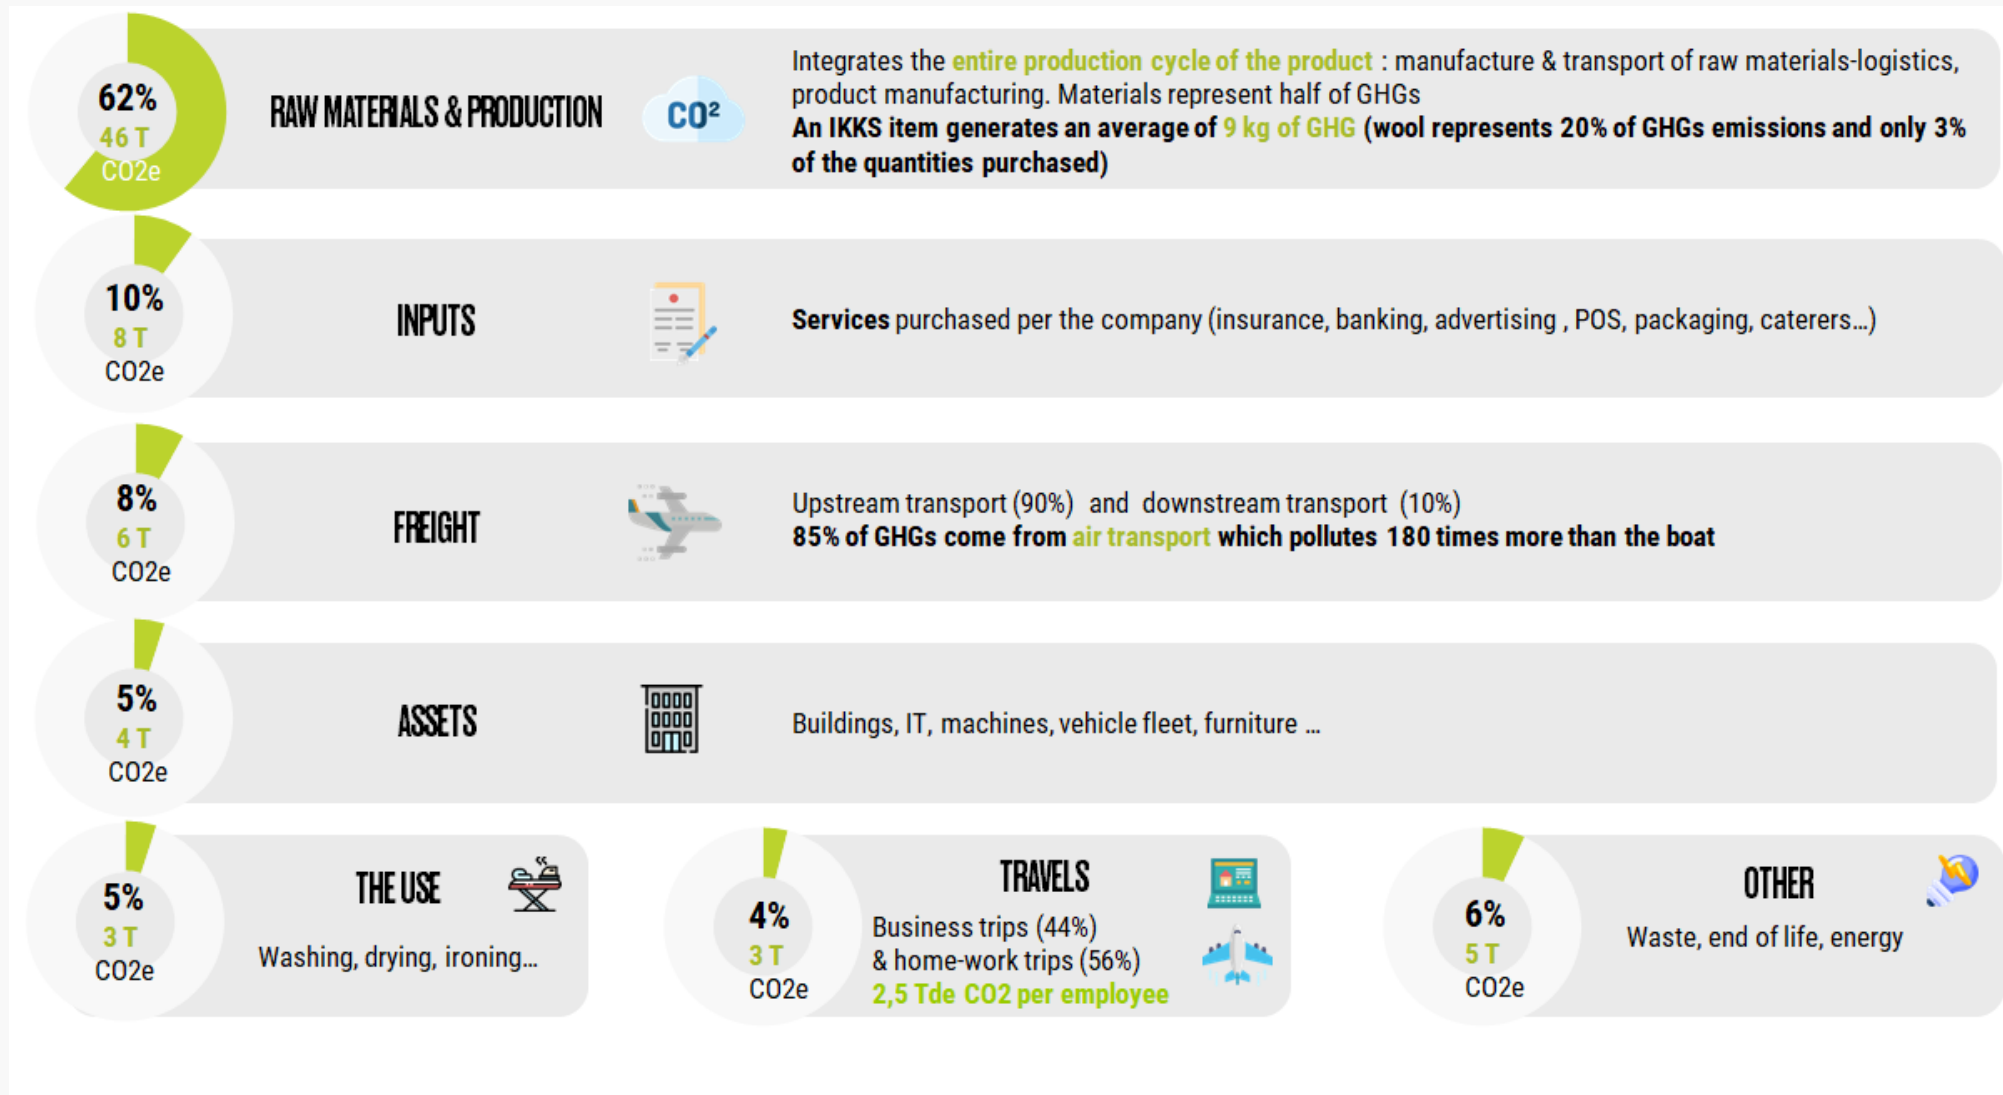 62%
46 T
CO2e
RAW MATERIALS & PRODUCTION
CO²
Integrates the entire production cycle of the product : manufacture & transport of raw materials-logistics,
product manufacturing. Materials represent half of GHGs
An IKKS item generates an average of 9 kg of GHG (wool represents 20% of GHGs emissions and only 3%
of the quantities purchased)
10%
8 T
CO2e
INPUTS
Services purchased per the company (insurance, banking, advertising , POS, packaging, caterers...)
8%
6 T
CO2e
FREIGHT
Upstream transport (90%) and downstream transport (10%)
85% of GHGs come from air transport which pollutes 180 times more than the boat
5%
4 T
CO2e
ASSETS
Buildings, IT, machines, vehicle fleet, furniture ...
5%
3 T
CO2e
THE USE
Washing, drying, ironing...
4%
3 T
CO2e
TRAVELS
Business trips (44%)
& home-work trips (56%)
2,5 Tde CO2 per employee
6%
5 T
CO2e
OTHER
Waste, end of life, energy